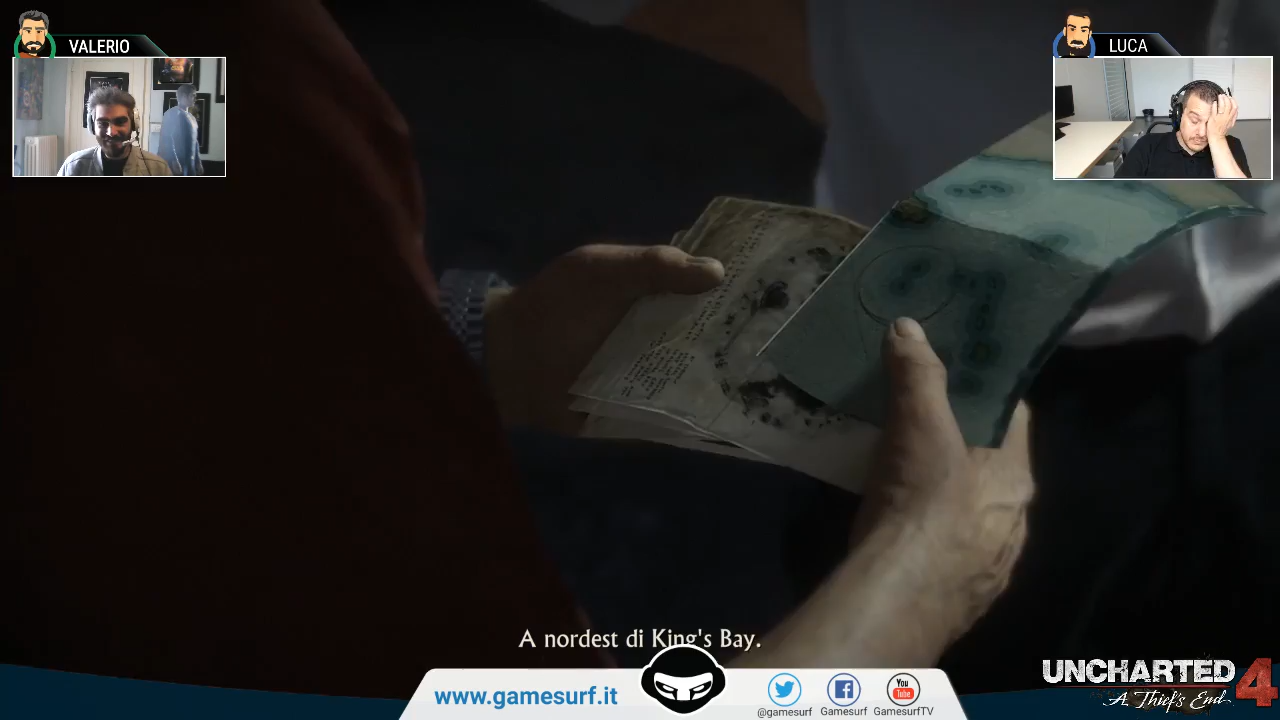 VALERIO
LUCA
A nordest di King's Bay.
www.gamesurf.it
@gamesurf
Gamesurf
You
Tube
GamesurfTV
UNCHARTED 4
A Thief's End